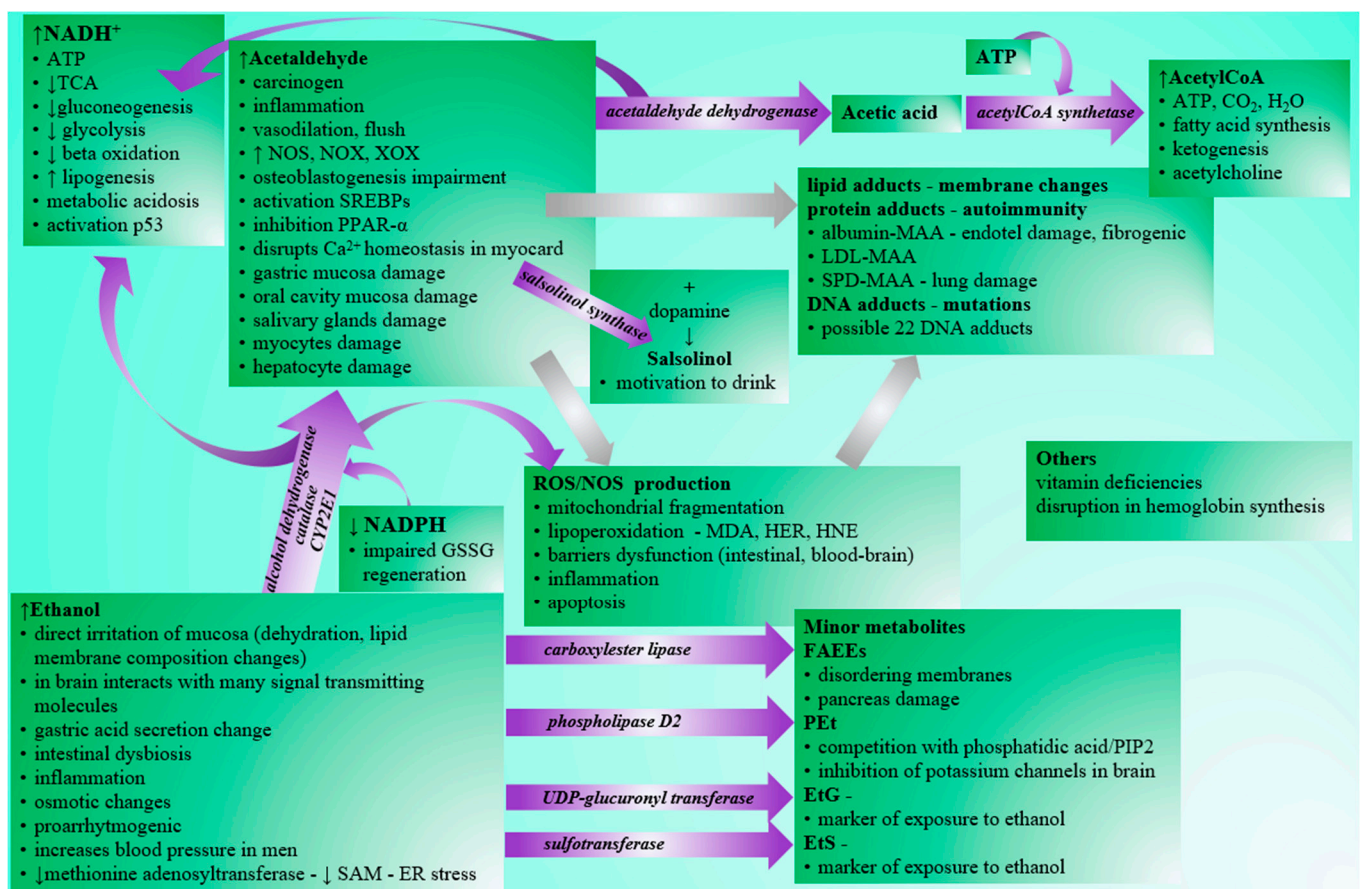 ↑NADH⁺
• ATP
• ↓TCA
• ↓gluconeogenesis
• ↓ glycolysis
• ↓ beta oxidation
• ↑ lipogenesis
• metabolic acidosis
• activation p53
↑Acetaldehyde
• carcinogen
• inflammation
• vasodilation, flush
• ↑ NOS, NOX, XOX
• osteoblastogenesis impairment
• activation SREBPs
• inhibition PPAR-α
• disrupts Ca²⁺ homeostasis in myocard
• gastric mucosa damage
• oral cavity mucosa damage
• salivary glands damage
• myocytes damage
• hepatocyte damage
acetaldehyde dehydrogenase
Acetic acid
ATP
acetylCoA synthetase
↑AcetylCoA
• ATP, CO₂, H₂O
• fatty acid synthesis
• ketogenesis
• acetylcholine
lipid adducts - membrane changes
protein adducts - autoimmunity
• albumin-MAA - endotel damage, fibrogenic
• LDL-MAA
• SPD-MAA - lung damage
DNA adducts - mutations
• possible 22 DNA adducts
salsolinol synthase
+
dopamine
↓
Salsolinol
• motivation to drink
alcohol dehydrogenase
catalase
CYP2E1
↓ NADPH
• impaired GSSG
regeneration
ROS/NOS production
• mitochondrial fragmentation
• lipoperoxidation - MDA, HER, HNE
• barriers dysfunction (intestinal, blood-brain)
• inflammation
• apoptosis
Others
vitamin deficiencies
disruption in hemoglobin synthesis
↑Ethanol
• direct irritation of mucosa (dehydration, lipid
membrane composition changes)
• in brain interacts with many signal transmitting
molecules
• gastric acid secretion change
• intestinal dysbiosis
• inflammation
• osmotic changes
• proarrhytmogenic
• increases blood pressure in men
• ↓methionine adenosyltransferase - ↓ SAM - ER stress
carboxylester lipase
phospholipase D2
UDP-glucuronyl transferase
sulfotransferase
Minor metabolites
FAEEs
• disordering membranes
• pancreas damage
PEt
• competition with phosphatidic acid/PIP2
• inhibition of potassium channels in brain
EtG -
• marker of exposure to ethanol
EtS -
• marker of exposure to ethanol